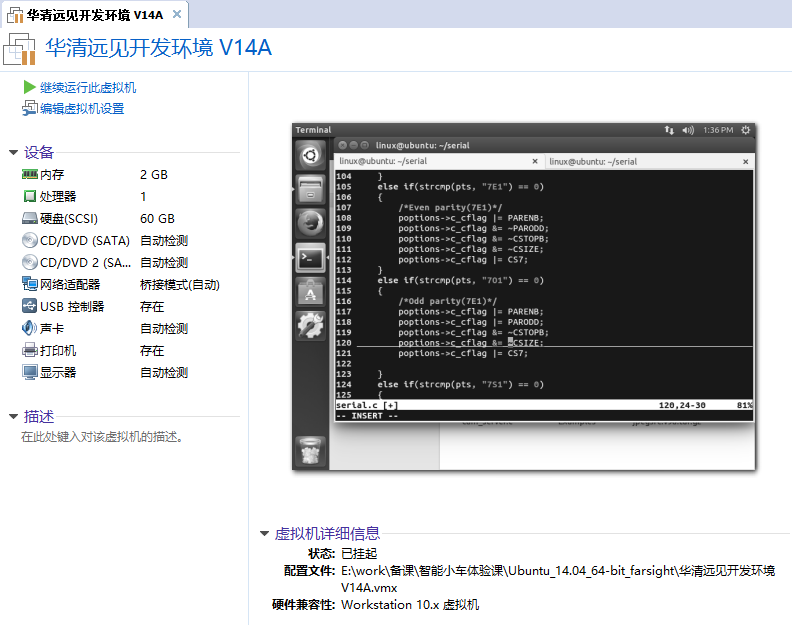 华清远见开发环境 V14A
华清远见开发环境 V14A
继续运行此虚拟机
编辑虚拟机设置
设备
内存 2 GB
处理器 1
硬盘(SCSI) 60 GB
CD/DVD (SATA) 自动检测
CD/DVD 2 (SA... 自动检测
网络适配器 桥接模式(自动)
USB 控制器 存在
声卡 自动检测
打印机 存在
显示器 自动检测
描述
在此处键入对该虚拟机的描述。
Terminal 1:36 PM
linux@ubuntu: ~/serial
linux@ubuntu: ~/serial × linux@ubuntu: ~/serial ×
104 }
105 else if(strcmp(pts, "7E1") == 0)
106 {
107 /*Even parity(7E1)*/
108 poptions->c_cflag |= PARENB;
109 poptions->c_cflag &= ~PARODD;
110 poptions->c_cflag &= ~CSTOPB;
111 poptions->c_cflag &= ~CSIZE;
112 poptions->c_cflag |= CS7;
113 }
114 else if(strcmp(pts, "7O1") == 0)
115 {
116 /*Odd parity(7E1)*/
117 poptions->c_cflag |= PARENB;
118 poptions->c_cflag |= PARODD;
119 poptions->c_cflag &= ~CSTOPB;
120 poptions->c_cflag &= ~CSIZE;
121 poptions->c_cflag |= CS7;
122
123 }
124 else if(strcmp(pts, "7S1") == 0)
125 {
serial.c [+] 120,24-30 81%
-- INSERT --
虚拟机详细信息
状态: 已挂起
配置文件: E:\work\备课\智能小车体验课\Ubuntu_14.04_64-bit_farsight\华清远见开发环境
V14A.vmx
硬件兼容性: Workstation 10.x 虚拟机